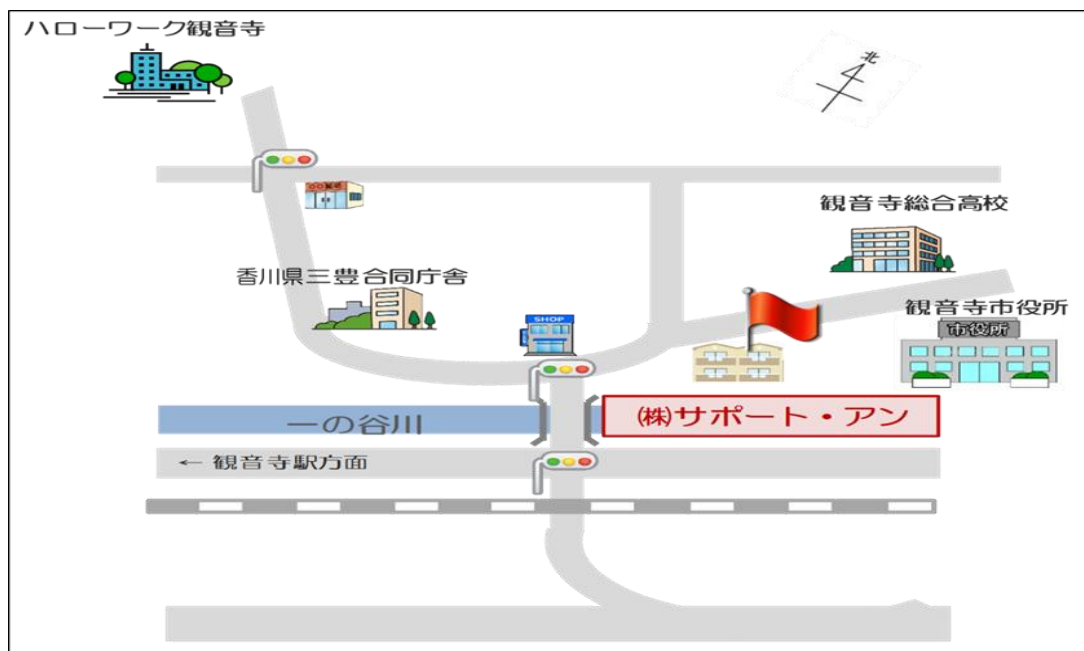 ハローワーク観音寺
北
観音寺総合高校
香川県三豊合同庁舎
観音寺市役所
市役所
SHOP
一の谷川
㈱サポート・アン
← 観音寺駅方面